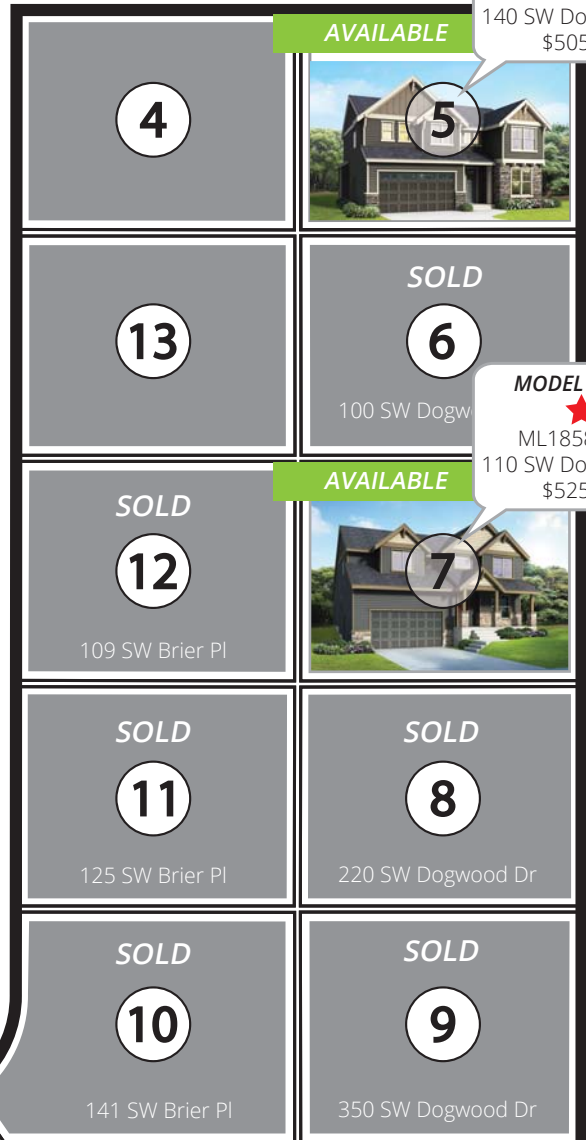 140 SW Do
AVAILABLE
$505
4
5
SOLD
13
6
100 SW Dogw
MODEL
ML1858
110 SW Do
$525
AVAILABLE
SOLD
12
7
109 SW Brier Pl
SOLD
SOLD
11
8
125 SW Brier Pl
220 SW Dogwood Dr
SOLD
SOLD
10
9
141 SW Brier Pl
350 SW Dogwood Dr